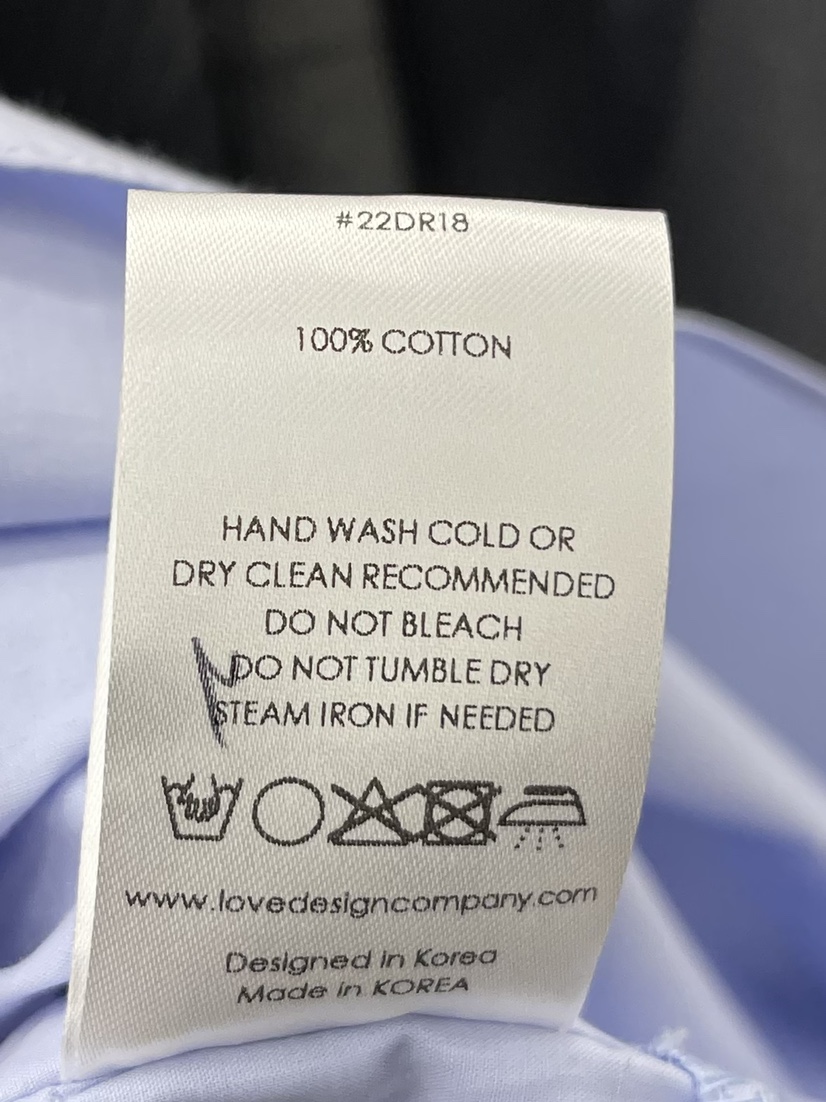 #22DR18
100% COTTON
HAND WASH COLD OR
DRY CLEAN RECOMMENDED
DO NOT BLEACH
DO NOT TUMBLE DRY
STEAM IRON IF NEEDED
www.lovedesigncompany.com
Designed in Korea
Made in KOREA